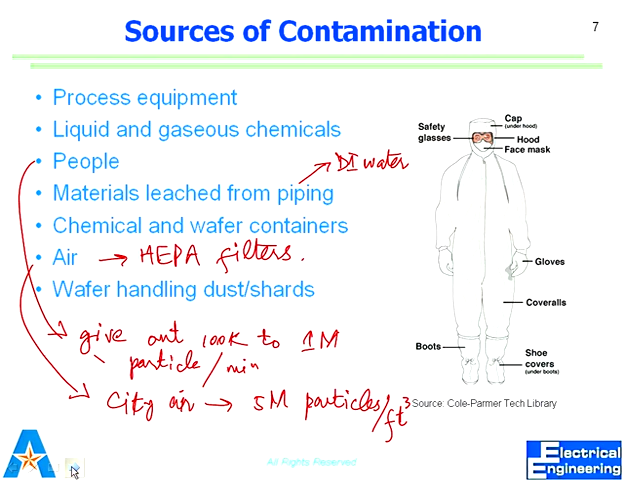 Sources of Contamination
7
• Process equipment
• Liquid and gaseous chemicals
• People
• Materials leached from piping
→ DI water
• Chemical and wafer containers
• Air → HEPA filters.
• Wafer handling dust/shards
give out 100K to 1M
particle/min
City air → 5M particles/ft³
Cap
(under hood)
Safety
glasses
Hood
Face mask
Gloves
Coveralls
Boots
Shoe
covers
(under boots)
Source: Cole-Parmer Tech Library
All Rights Reserved
Electrical
Engineering